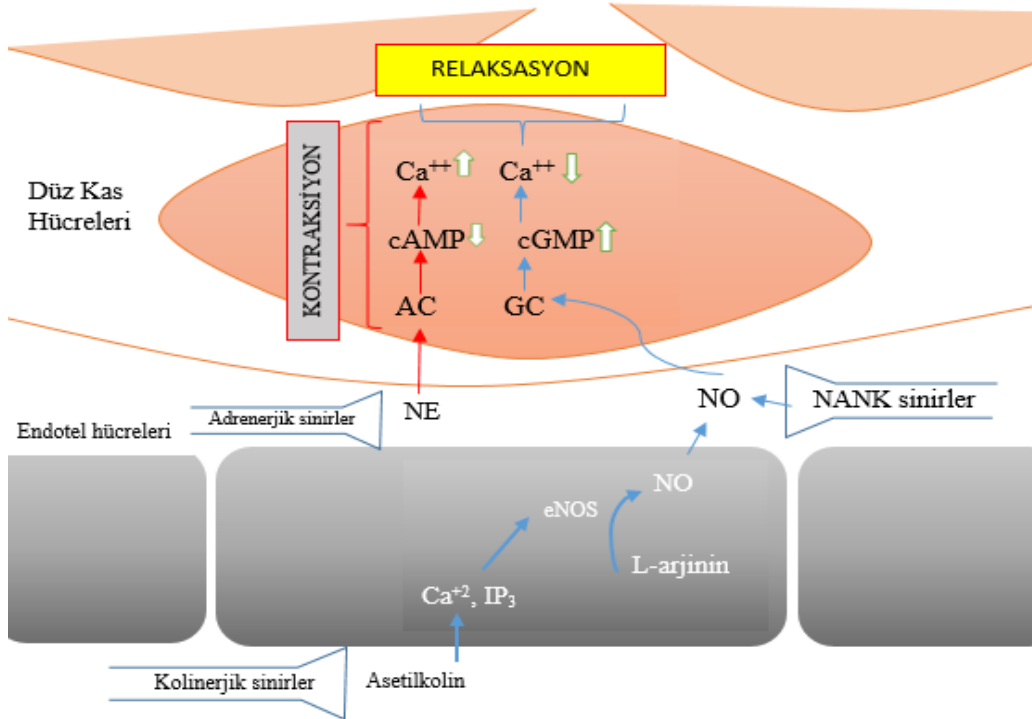 RELAKSASYON
KONTRAKSİYON
Ca⁺⁺ Ca⁺⁺
Düz Kas
Hücreleri
cAMP cGMP
AC GC
NE
NO
NANK sinirler
Adrenerjik sinirler
Endotel hücreleri
NO
eNOS
L-arjinin
Ca⁺², IP₃
Kolinerjik sinirler
Asetilkolin